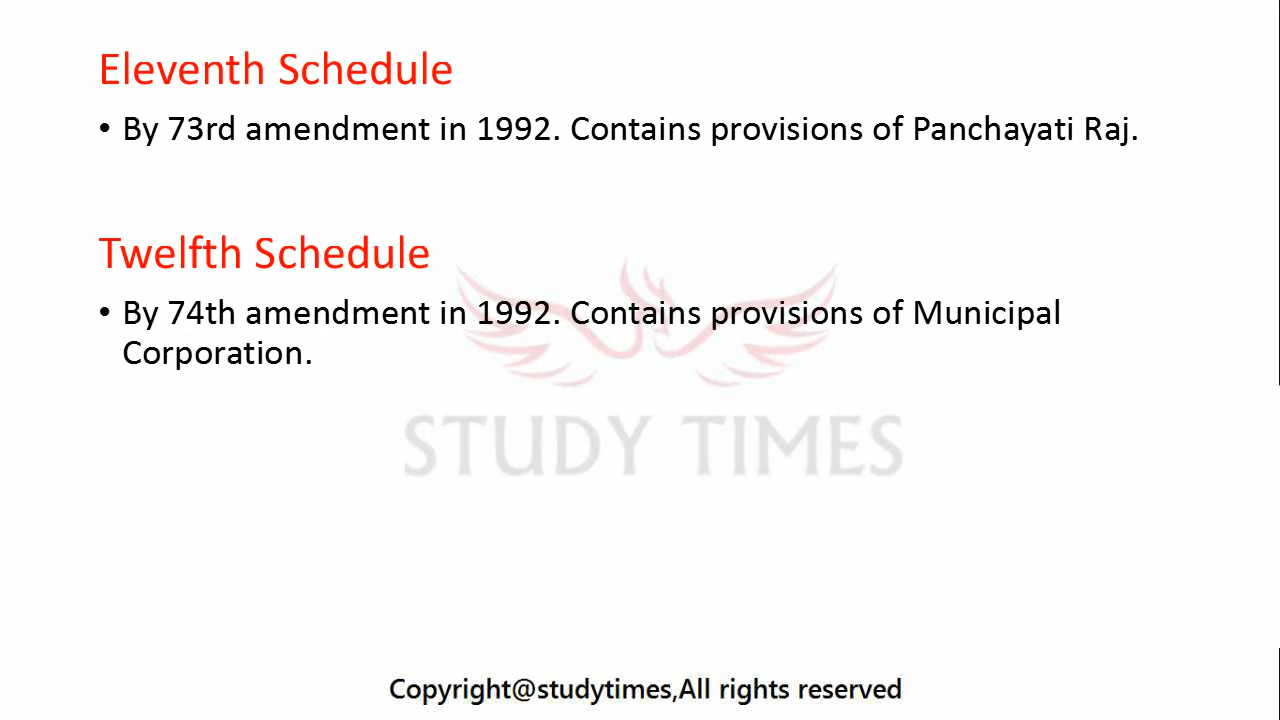 Eleventh Schedule
• By 73rd amendment in 1992. Contains provisions of Panchayati Raj.
Twelfth Schedule
• By 74th amendment in 1992. Contains provisions of Municipal
Corporation.
STUDY TIMES
Copyright@studytimes,All rights reserved